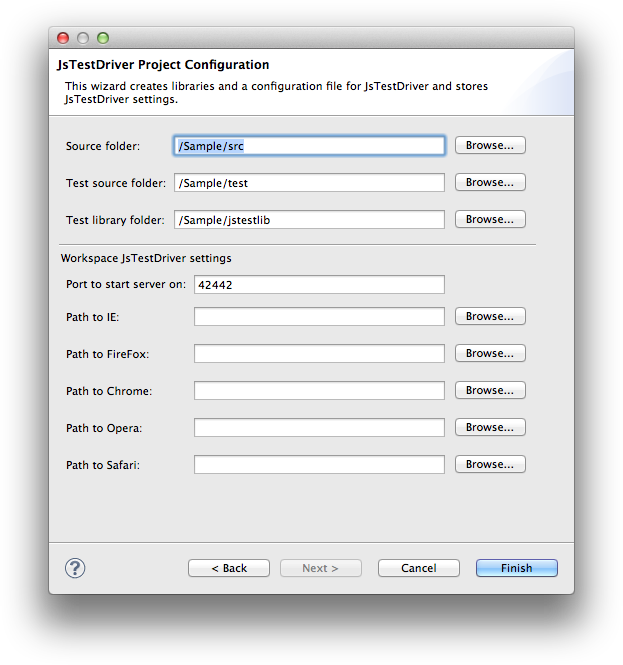 JsTestDriver Project Configuration
This wizard creates libraries and a configuration file for JsTestDriver and stores
JsTestDriver settings.
Source folder: /Sample/src Browse...
Test source folder: /Sample/test Browse...
Test library folder: /Sample/jstestlib Browse...
Workspace JsTestDriver settings
Port to start server on: 42442
Path to IE: Browse...
Path to FireFox: Browse...
Path to Chrome: Browse...
Path to Opera: Browse...
Path to Safari: Browse...
? < Back Next > Cancel Finish